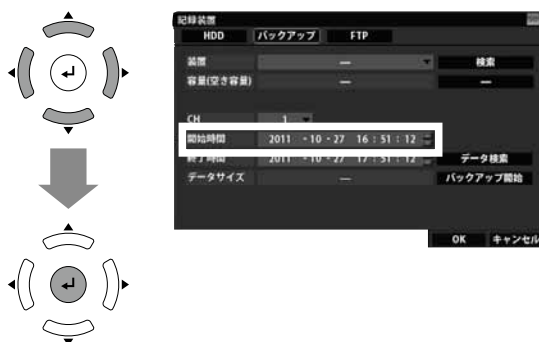 記録装置
HDD バックアップ FTP
装置 — 検索
容量(空き容量) — —
CH 1
開始時間 2011 - 10 - 27 16 : 51 : 12
終了時間 2011 - 10 - 27 16 : 51 : 12 データ検索
データサイズ — バックアップ開始
OK キャンセル